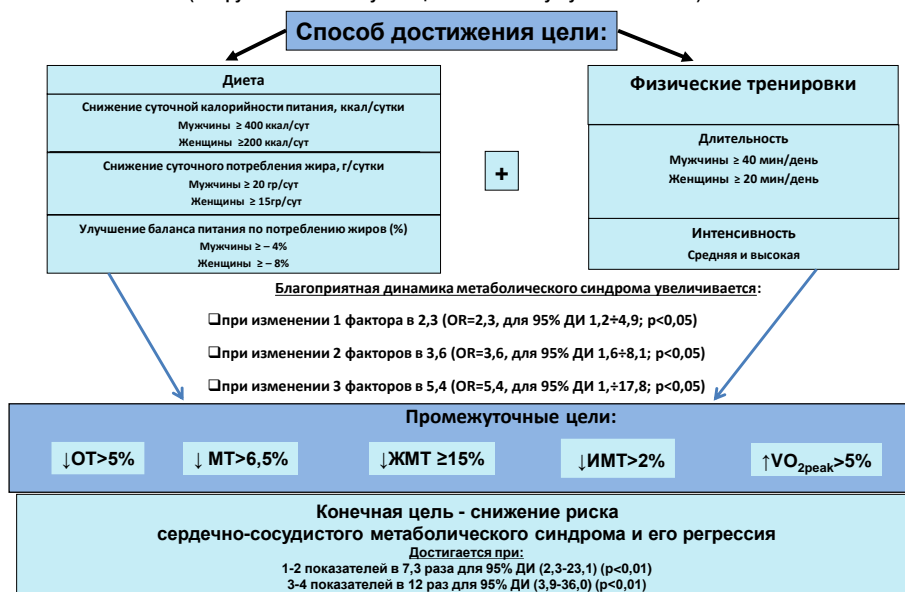 Способ достижения цели:
Диета
Снижение суточной калорийности питания, ккал/сутки
Мужчины ≥ 400 ккал/сут
Женщины ≥200 ккал/сут
Снижение суточного потребления жира, г/сутки
Мужчины ≥ 20 гр/сут
Женщины ≥ 15гр/сут
Улучшение баланса питания по потреблению жиров (%)
Мужчины ≥ – 4%
Женщины ≥ – 8%
+
Физические тренировки
Длительность
Мужчины ≥ 40 мин/день
Женщины ≥ 20 мин/день
Интенсивность
Средняя и высокая
Благоприятная динамика метаболического синдрома увеличивается:
❑при изменении 1 фактора в 2,3 (OR=2,3, для 95% ДИ 1,2÷4,9; p<0,05)
❑при изменении 2 факторов в 3,6 (OR=3,6, для 95% ДИ 1,6÷8,1; p<0,05)
❑при изменении 3 факторов в 5,4 (OR=5,4, для 95% ДИ 1,÷17,8; p<0,05)
Промежуточные цели:
↓ОТ>5% ↓ МТ>6,5% ↓ЖМТ ≥15% ↓ИМТ>2% ↑VO2peak>5%
Конечная цель - снижение риска
сердечно-сосудистого метаболического синдрома и его регрессия
Достигается при:
1-2 показателей в 7,3 раза для 95% ДИ (2,3-23,1) (p<0,01)
3-4 показателей в 12 раз для 95% ДИ (3,9-36,0) (p<0,01)